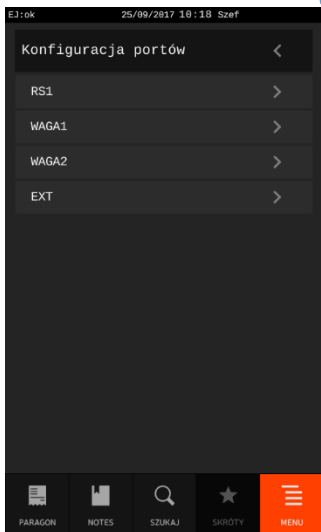 EJ:ok 25/09/2017 10:18 Szef
Konfiguracja portów
RS1
WAGA1
WAGA2
EXT
PARAGON NOTES SZUKAJ SKRÓTY MENU